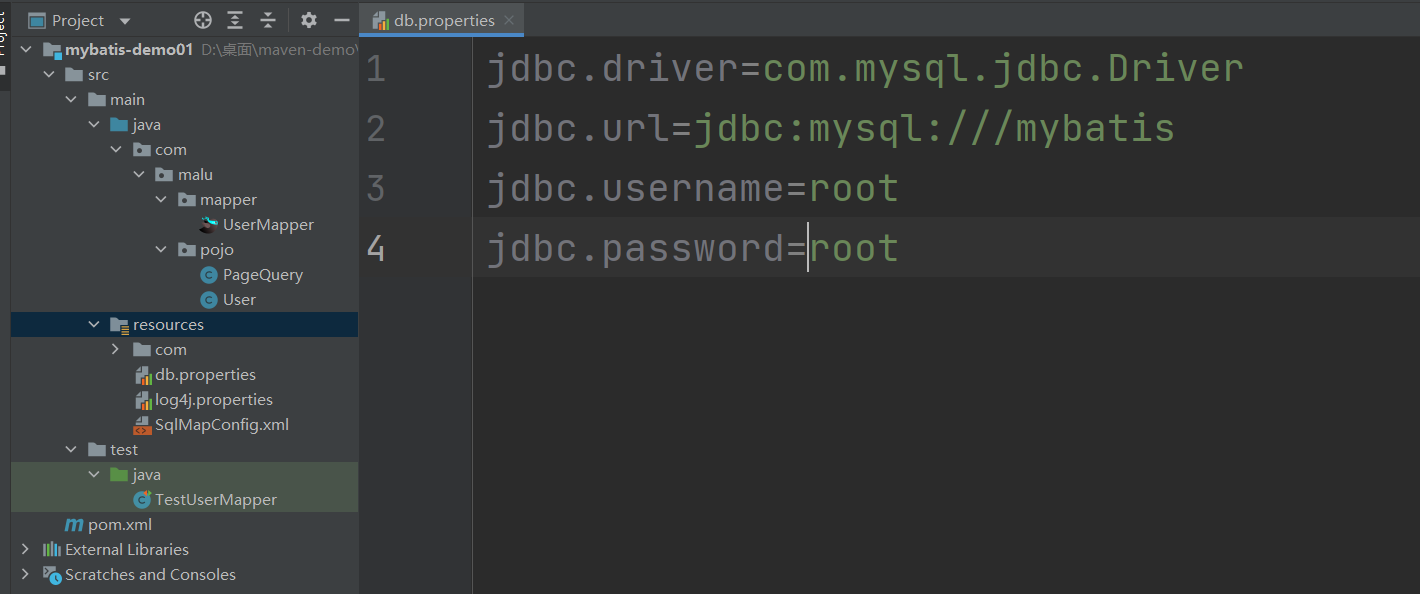 Project
db.properties
mybatis-demo01 D:\桌面\maven-demo\
src
main
java
com
malu
mapper
UserMapper
pojo
PageQuery
User
resources
com
db.properties
log4j.properties
SqlMapConfig.xml
test
java
TestUserMapper
pom.xml
External Libraries
Scratches and Consoles
1 jdbc.driver=com.mysql.jdbc.Driver
2 jdbc.url=jdbc:mysql:///mybatis
3 jdbc.username=root
4 jdbc.password=root